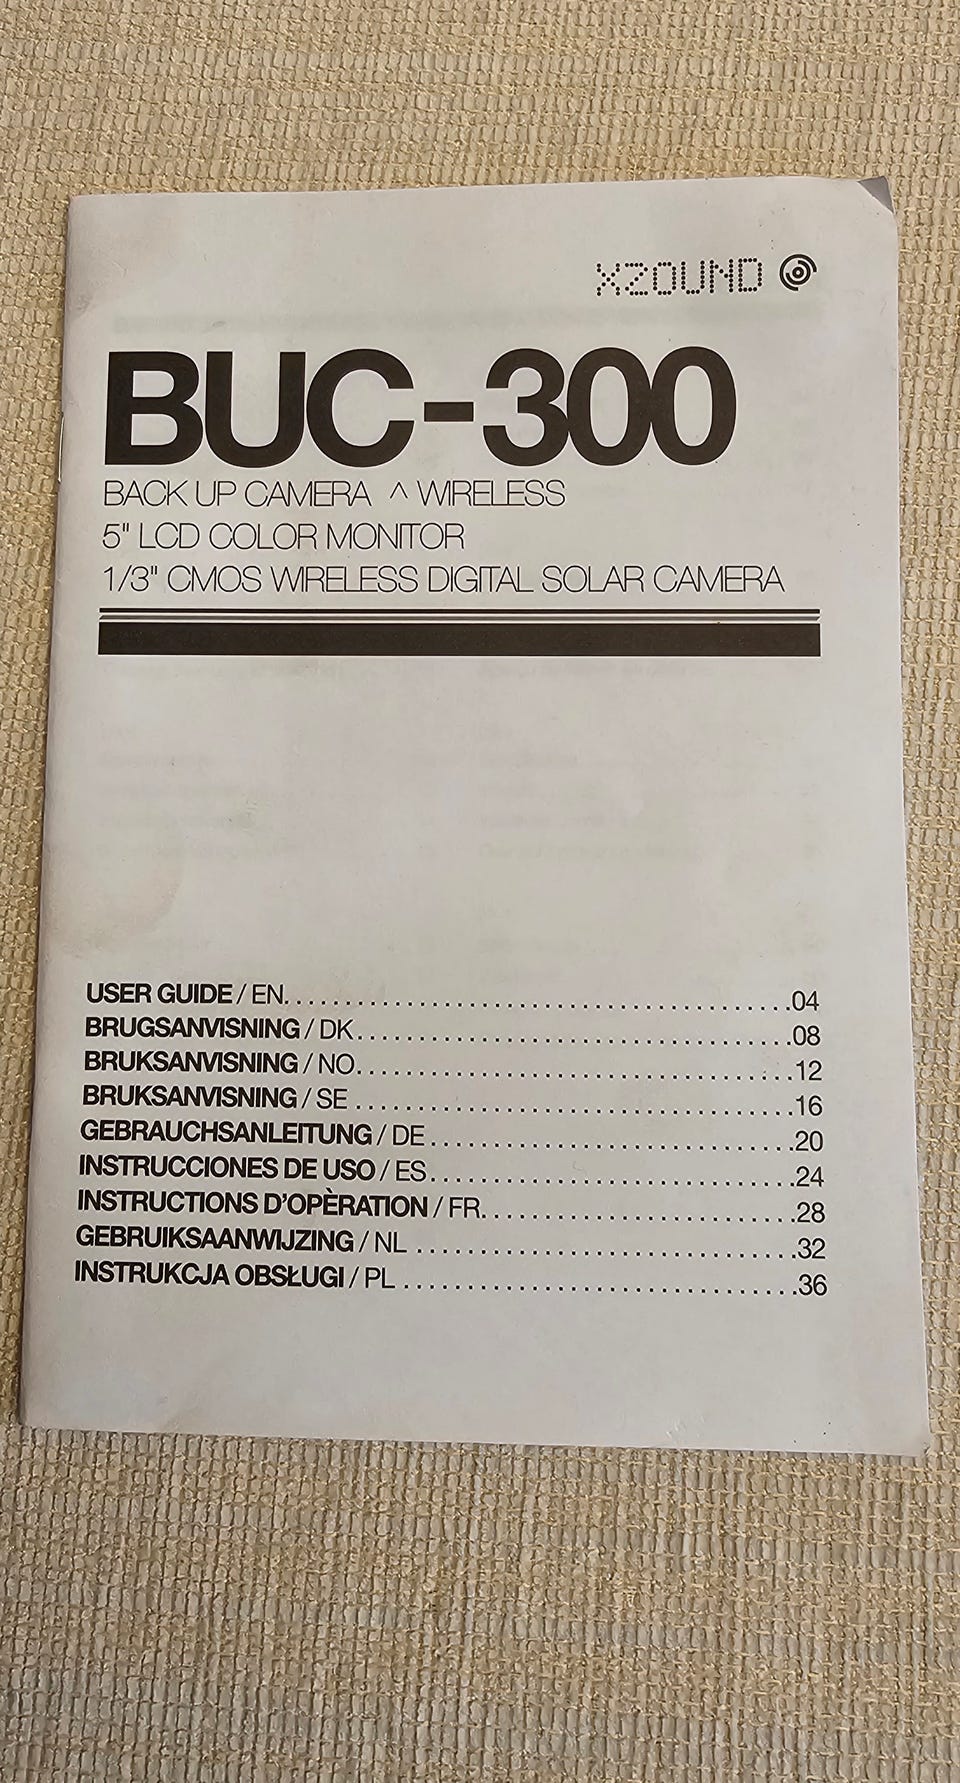 XZOUND
BUC-300
BACK UP CAMERA ^ WIRELESS
5" LCD COLOR MONITOR
1/3" CMOS WIRELESS DIGITAL SOLAR CAMERA
USER GUIDE / EN. . . . . . . . . . . . . . . . . . . . . . . . . . . . . . . . . . . . . . . .04
BRUGSANVISNING / DK. . . . . . . . . . . . . . . . . . . . . . . . . . . . . . . . . .08
BRUKSANVISNING / NO. . . . . . . . . . . . . . . . . . . . . . . . . . . . . . . . . .12
BRUKSANVISNING / SE . . . . . . . . . . . . . . . . . . . . . . . . . . . . . . . . . .16
GEBRAUCHSANLEITUNG / DE . . . . . . . . . . . . . . . . . . . . . . . . . . . .20
INSTRUCCIONES DE USO / ES. . . . . . . . . . . . . . . . . . . . . . . . . . . .24
INSTRUCTIONS D'OPÈRATION / FR. . . . . . . . . . . . . . . . . . . . . . . .28
GEBRUIKSAANWIJZING / NL . . . . . . . . . . . . . . . . . . . . . . . . . . . . .32
INSTRUKCJA OBSŁUGI / PL . . . . . . . . . . . . . . . . . . . . . . . . . . . . . .36